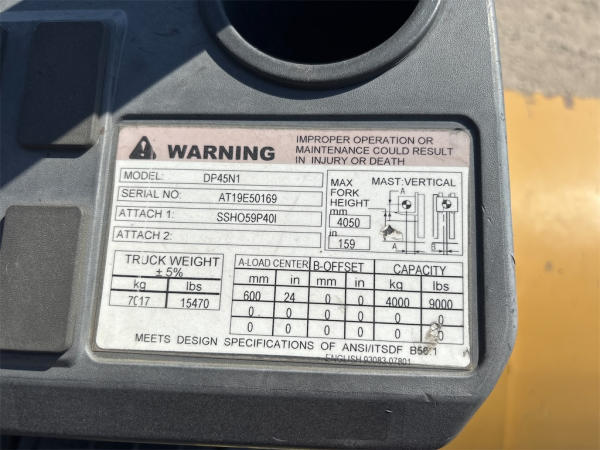 WARNING
IMPROPER OPERATION OR
MAINTENANCE COULD RESULT
IN INJURY OR DEATH
MODEL: DP45N1
SERIAL NO: AT19E50169
ATTACH 1: SSHO59P40I
ATTACH 2:
MAX
FORK
HEIGHT
mm
4050
in
159
MAST:VERTICAL
A
A B
TRUCK WEIGHT
± 5%
kg lbs
7017 15470
A-LOAD CENTER B-OFFSET CAPACITY
mm in mm in kg lbs
600 24 0 0 4000 9000
0 0 0 0 0 0
0 0 0 0 0 0
MEETS DESIGN SPECIFICATIONS OF ANSI/ITSDF B56.1
ENGLISH 93083-07801